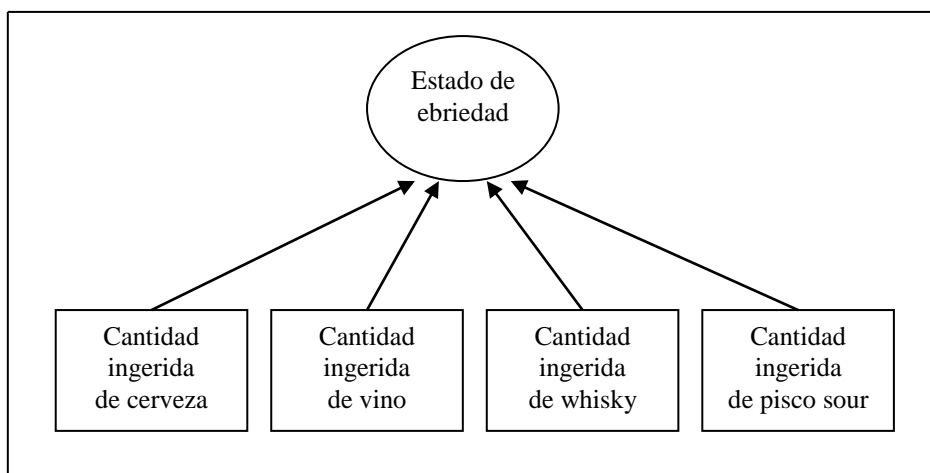 Estado de
ebriedad
Cantidad
ingerida
de cerveza
Cantidad
ingerida
de vino
Cantidad
ingerida
de whisky
Cantidad
ingerida
de pisco sour